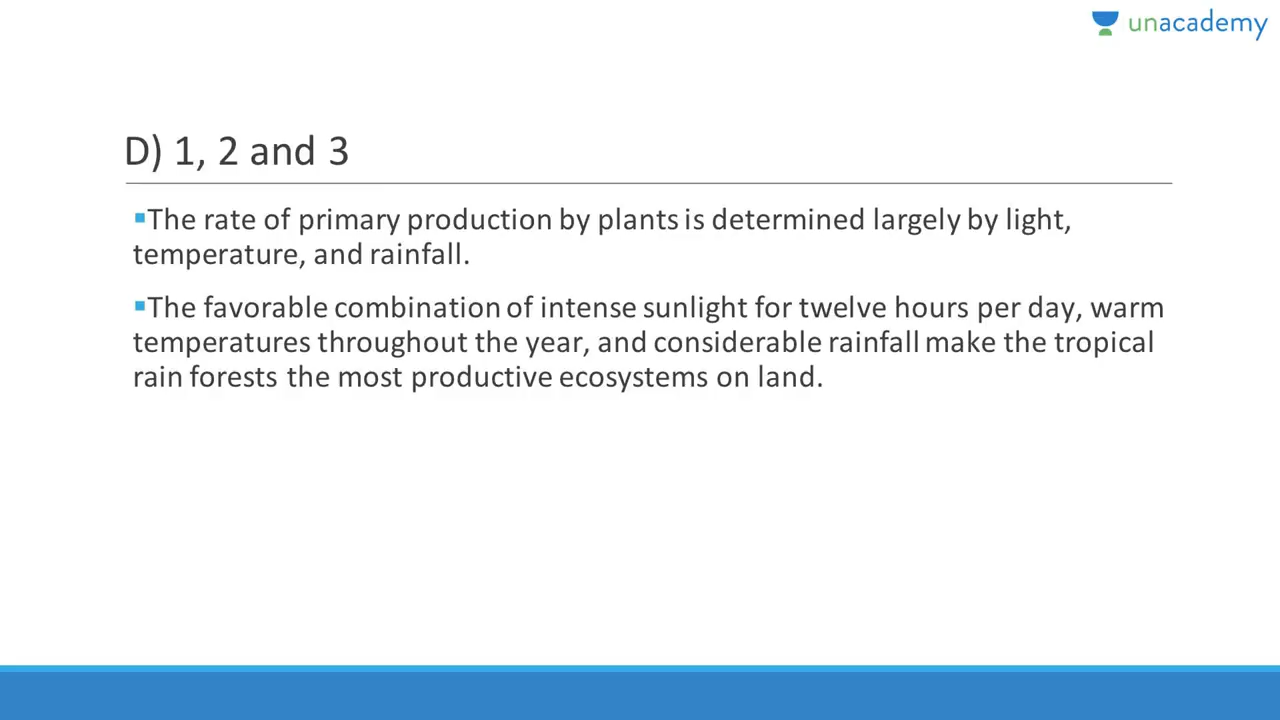 unacademy
D) 1, 2 and 3
▪The rate of primary production by plants is determined largely by light,
temperature, and rainfall.
▪The favorable combination of intense sunlight for twelve hours per day, warm
temperatures throughout the year, and considerable rainfall make the tropical
rain forests the most productive ecosystems on land.